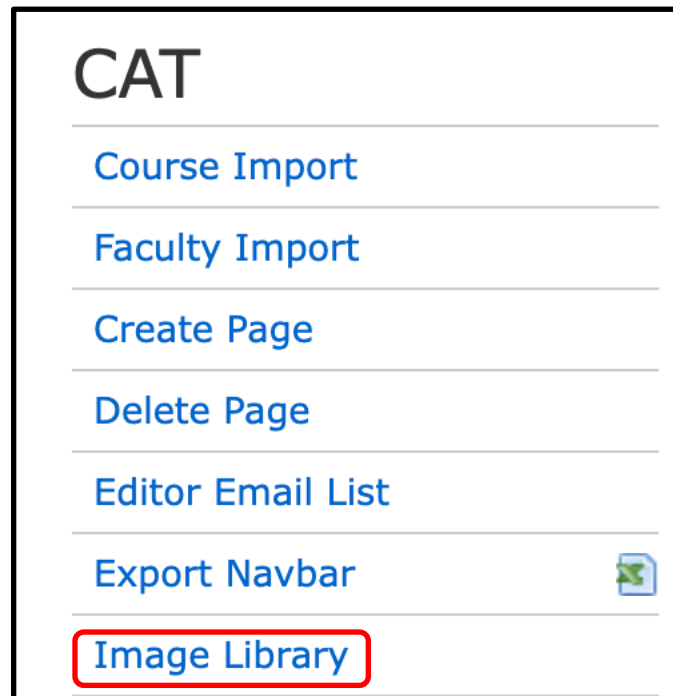 CAT
Course Import
Faculty Import
Create Page
Delete Page
Editor Email List
Export Navbar
Image Library